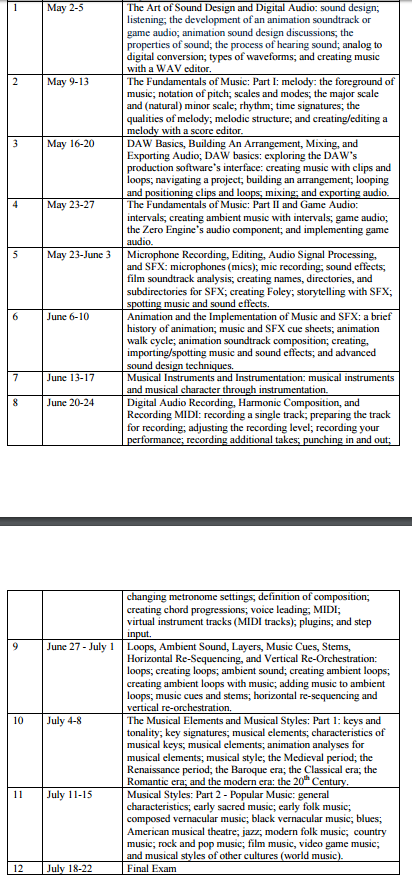 1 May 2-5 The Art of Sound Design and Digital Audio: sound design;
listening; the development of an animation soundtrack or
game audio; animation sound design discussions; the
properties of sound; the process of hearing sound; analog to
digital conversion; types of waveforms; and creating music
with a WAV editor.
2 May 9-13 The Fundamentals of Music: Part I: melody: the foreground of
music; notation of pitch; scales and modes; the major scale
and (natural) minor scale; rhythm; time signatures; the
qualities of melody; melodic structure; and creating/editing a
melody with a score editor.
3 May 16-20 DAW Basics, Building An Arrangement, Mixing, and
Exporting Audio; DAW basics: exploring the DAW's
production software's interface: creating music with clips and
loops; navigating a project; building an arrangement; looping
and positioning clips and loops; mixing; and exporting audio.
4 May 23-27 The Fundamentals of Music: Part II and Game Audio:
intervals; creating ambient music with intervals; game audio;
the Zero Engine's audio component; and implementing game
audio.
5 May 23-June 3 Microphone Recording, Editing, Audio Signal Processing,
and SFX: microphones (mics); mic recording; sound effects;
film soundtrack analysis; creating names, directories, and
subdirectories for SFX; creating Foley; storytelling with SFX;
spotting music and sound effects.
6 June 6-10 Animation and the Implementation of Music and SFX: a brief
history of animation; music and SFX cue sheets; animation
walk cycle; animation soundtrack composition; creating,
importing/spotting music and sound effects; and advanced
sound design techniques.
7 June 13-17 Musical Instruments and Instrumentation: musical instruments
and musical character through instrumentation.
8 June 20-24 Digital Audio Recording, Harmonic Composition, and
Recording MIDI: recording a single track; preparing the track
for recording; adjusting the recording level; recording your
performance; recording additional takes; punching in and out;
changing metronome settings; definition of composition;
creating chord progressions; voice leading; MIDI;
virtual instrument tracks (MIDI tracks); plugins; and step
input.
9 June 27 - July 1 Loops, Ambient Sound, Layers, Music Cues, Stems,
Horizontal Re-Sequencing, and Vertical Re-Orchestration:
loops; creating loops; ambient sound; creating ambient loops;
creating ambient loops with music; adding music to ambient
loops; music cues and stems; horizontal re-sequencing and
vertical re-orchestration.
10 July 4-8 The Musical Elements and Musical Styles: Part 1: keys and
tonality; key signatures; musical elements; characteristics of
musical keys; musical elements; animation analyses for
musical elements; musical style; the Medieval period; the
Renaissance period; the Baroque era; the Classical era; the
Romantic era; and the modern era: the 20th Century.
11 July 11-15 Musical Styles: Part 2 - Popular Music: general
characteristics; early sacred music; early folk music;
composed vernacular music; black vernacular music; blues;
American musical theatre; jazz; modern folk music; country
music; rock and pop music; film music, video game music;
and musical styles of other cultures (world music).
12 July 18-22 Final Exam